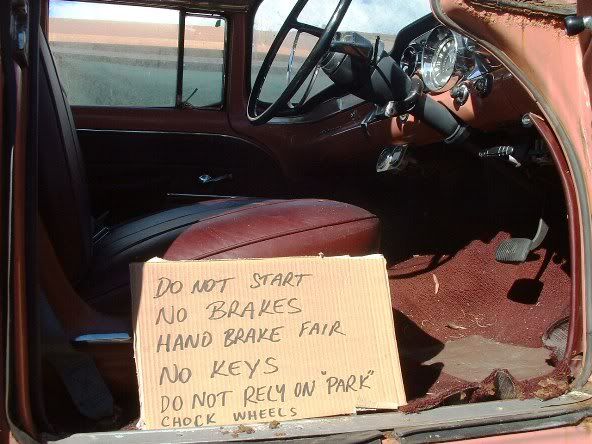 DO NOT START
NO BRAKES
HAND BRAKE FAIR
NO KEYS
DO NOT RELY ON "PARK"
CHOCK WHEELS